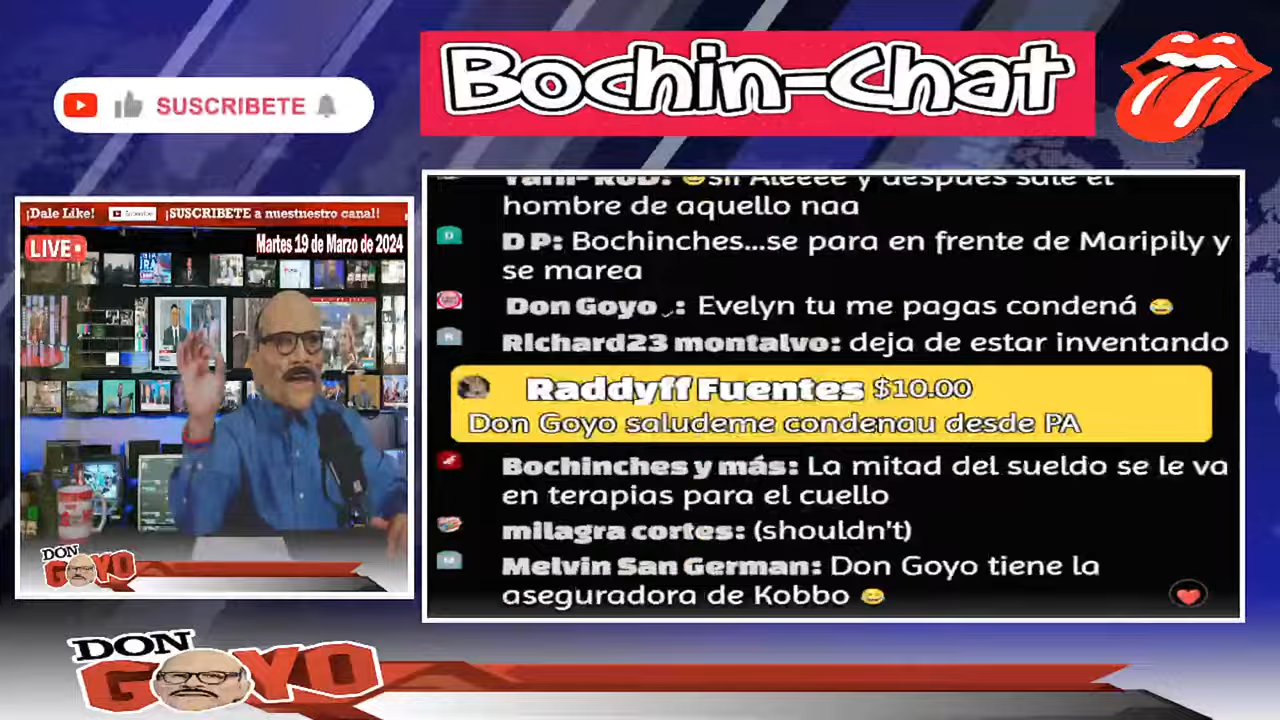 SUSCRIBETE
Bochin-Chat
¡Dale Like!
¡SUSCRIBETE a nuestuestro canal!
LIVE
Martes 19 de Marzo de 2024
DON
GOYO
hombre de aquello naa
D P: Bochinches...se para en frente de Maripily y
se marea
Don Goyo: Evelyn tu me pagas condená 😂
Richard23 montalvo: deja de estar inventando
Raddyff Fuentes $10.00
Don Goyo saludeme condenau desde PA
Bochinches y más: La mitad del sueldo se le va
en terapias para el cuello
milagra cortes: (shouldn't)
Melvin San German: Don Goyo tiene la
aseguradora de Kobbo 😂
DON
GOYO